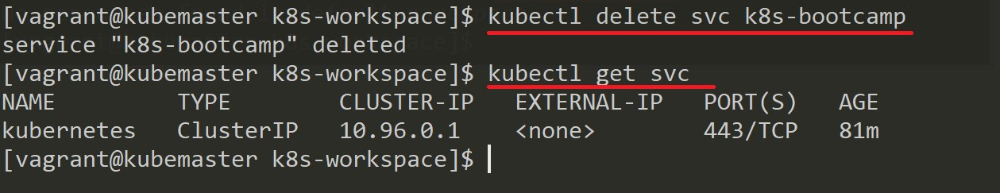 [vagrant@kubemaster k8s-workspace]$ kubectl delete svc k8s-bootcamp
service "k8s-bootcamp" deleted
[vagrant@kubemaster k8s-workspace]$ kubectl get svc
NAME         TYPE        CLUSTER-IP   EXTERNAL-IP   PORT(S)   AGE
kubernetes   ClusterIP   10.96.0.1    <none>        443/TCP   81m
[vagrant@kubemaster k8s-workspace]$